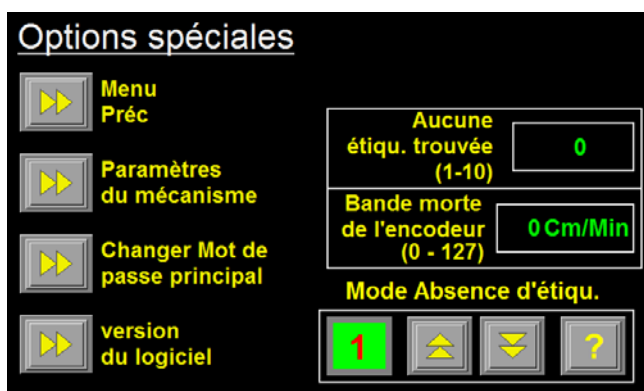 Options spéciales
Menu
Préc
Paramètres
du mécanisme
Changer Mot de
passe principal
version
du logiciel
Aucune
étiqu. trouvée
(1-10)
0
Bande morte
de l'encodeur
(0 - 127)
0 Cm/Min
Mode Absence d'étiqu.
1
?